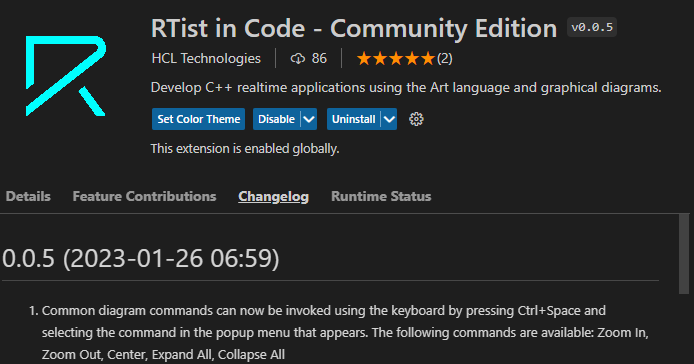 RTist in Code - Community Edition v0.0.5
HCL Technologies 86 (2)
Develop C++ realtime applications using the Art language and graphical diagrams.
Set Color Theme Disable Uninstall
This extension is enabled globally.
Details Feature Contributions Changelog Runtime Status
0.0.5 (2023-01-26 06:59)
1. Common diagram commands can now be invoked using the keyboard by pressing Ctrl+Space and
selecting the command in the popup menu that appears. The following commands are available: Zoom In,
Zoom Out, Center, Expand All, Collapse All